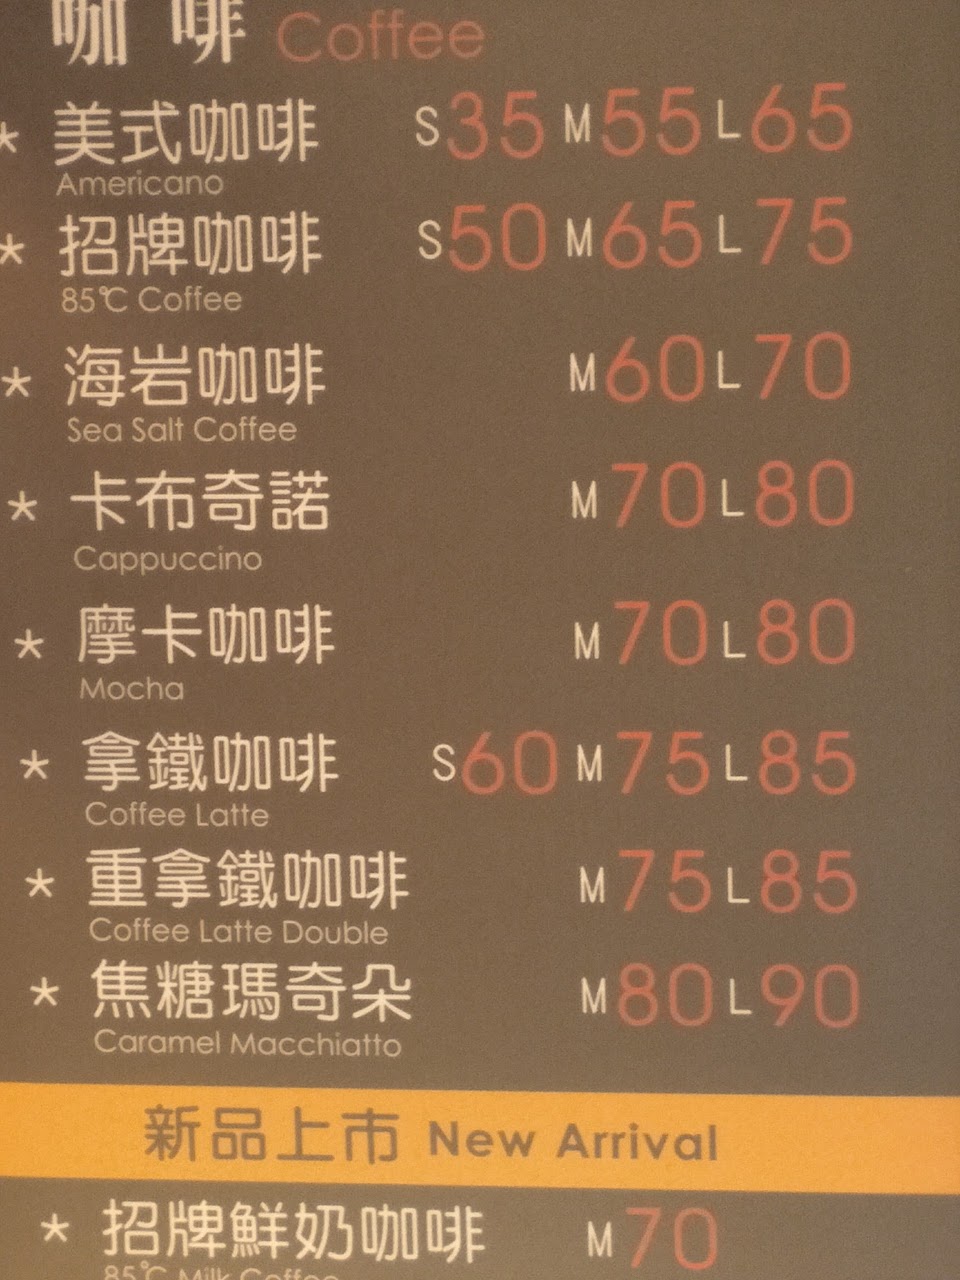 咖啡 Coffee
* 美式咖啡 S35 M55 L65
Americano
* 招牌咖啡 S50 M65 L75
85℃ Coffee
* 海岩咖啡 M60 L70
Sea Salt Coffee
* 卡布奇諾 M70 L80
Cappuccino
* 摩卡咖啡 M70 L80
Mocha
* 拿鐵咖啡 S60 M75 L85
Coffee Latte
* 重拿鐵咖啡 M75 L85
Coffee Latte Double
* 焦糖瑪奇朵 M80 L90
Caramel Macchiatto
新品上市 New Arrival
* 招牌鮮奶咖啡 M70
85℃ Milk Coffee